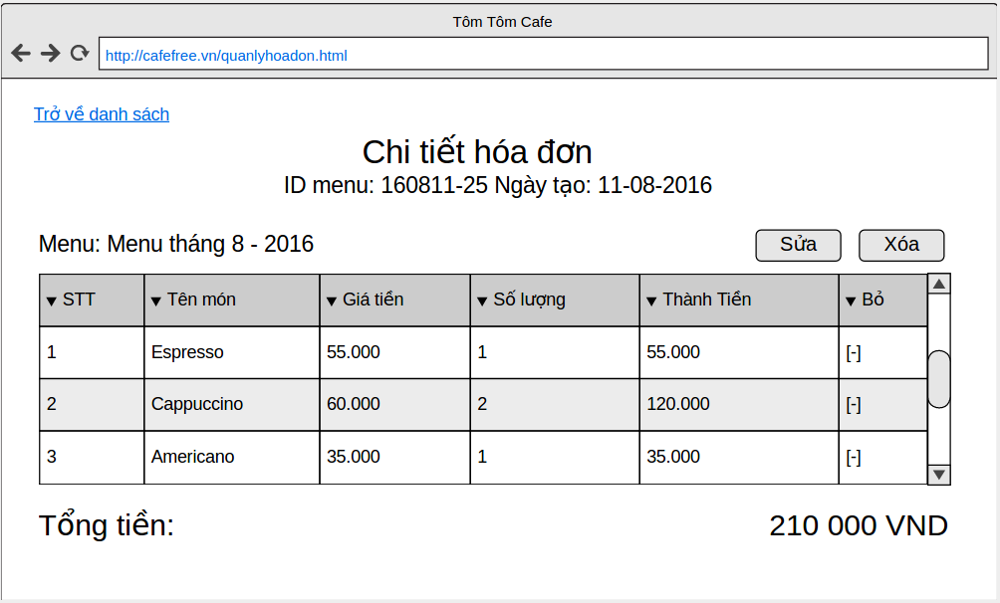 Tôm Tôm Cafe
http://cafefree.vn/quanlyhoadon.html
Trở về danh sách
Chi tiết hóa đơn
ID menu: 160811-25 Ngày tạo: 11-08-2016
Menu: Menu tháng 8 - 2016 Sửa Xóa
STT Tên món Giá tiền Số lượng Thành Tiền Bỏ
1 Espresso 55.000 1 55.000 [-]
2 Cappuccino 60.000 2 120.000 [-]
3 Americano 35.000 1 35.000 [-]
Tổng tiền: 210 000 VND